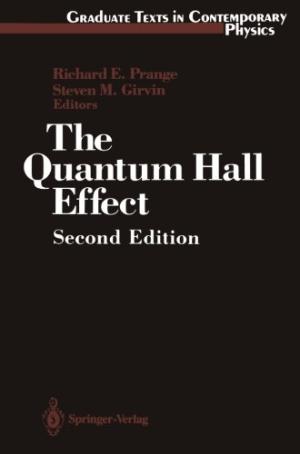 GRADUATE TEXTS IN CONTEMPORARY
PHYSICS
Richard E. Prange
Steven M. Girvin
Editors
The
Quantum Hall
Effect
Second Edition
Springer-Verlag